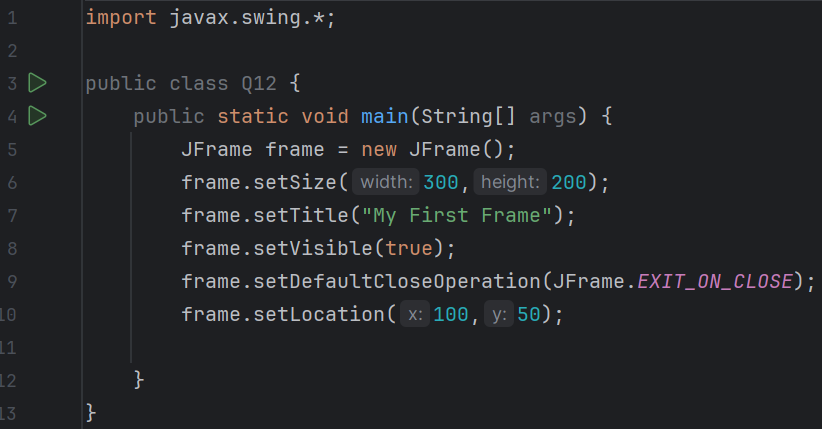 1 import javax.swing.*;
2
3 public class Q12 {
4 public static void main(String[] args) {
5 JFrame frame = new JFrame();
6 frame.setSize( width: 300, height: 200);
7 frame.setTitle("My First Frame");
8 frame.setVisible(true);
9 frame.setDefaultCloseOperation(JFrame.EXIT_ON_CLOSE);
10 frame.setLocation( x: 100, y: 50);
11
12 }
13 }